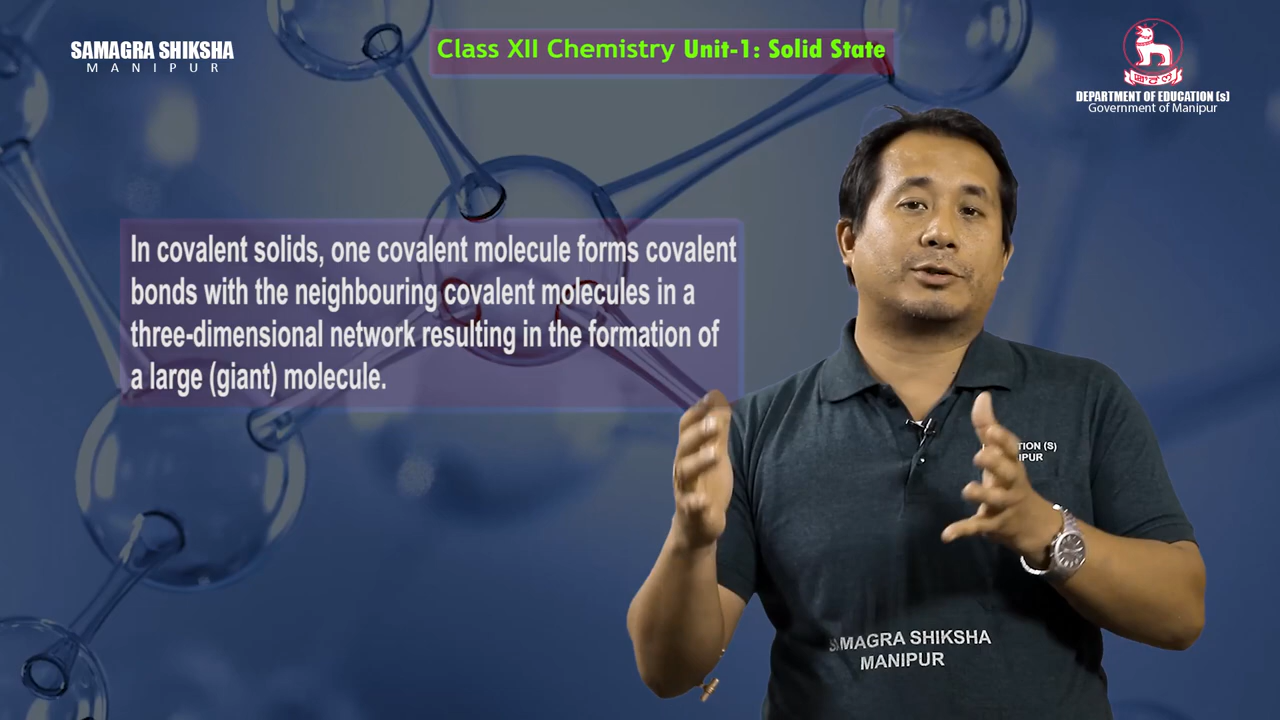 SAMAGRA SHIKSHA
MANIPUR
Class XII Chemistry Unit-1: Solid State
DEPARTMENT OF EDUCATION (s)
Government of Manipur
In covalent solids, one covalent molecule forms covalent
bonds with the neighbouring covalent molecules in a
three-dimensional network resulting in the formation of
a large (giant) molecule.
TION (S)
IPUR
SAMAGRA SHIKSHA
MANIPUR